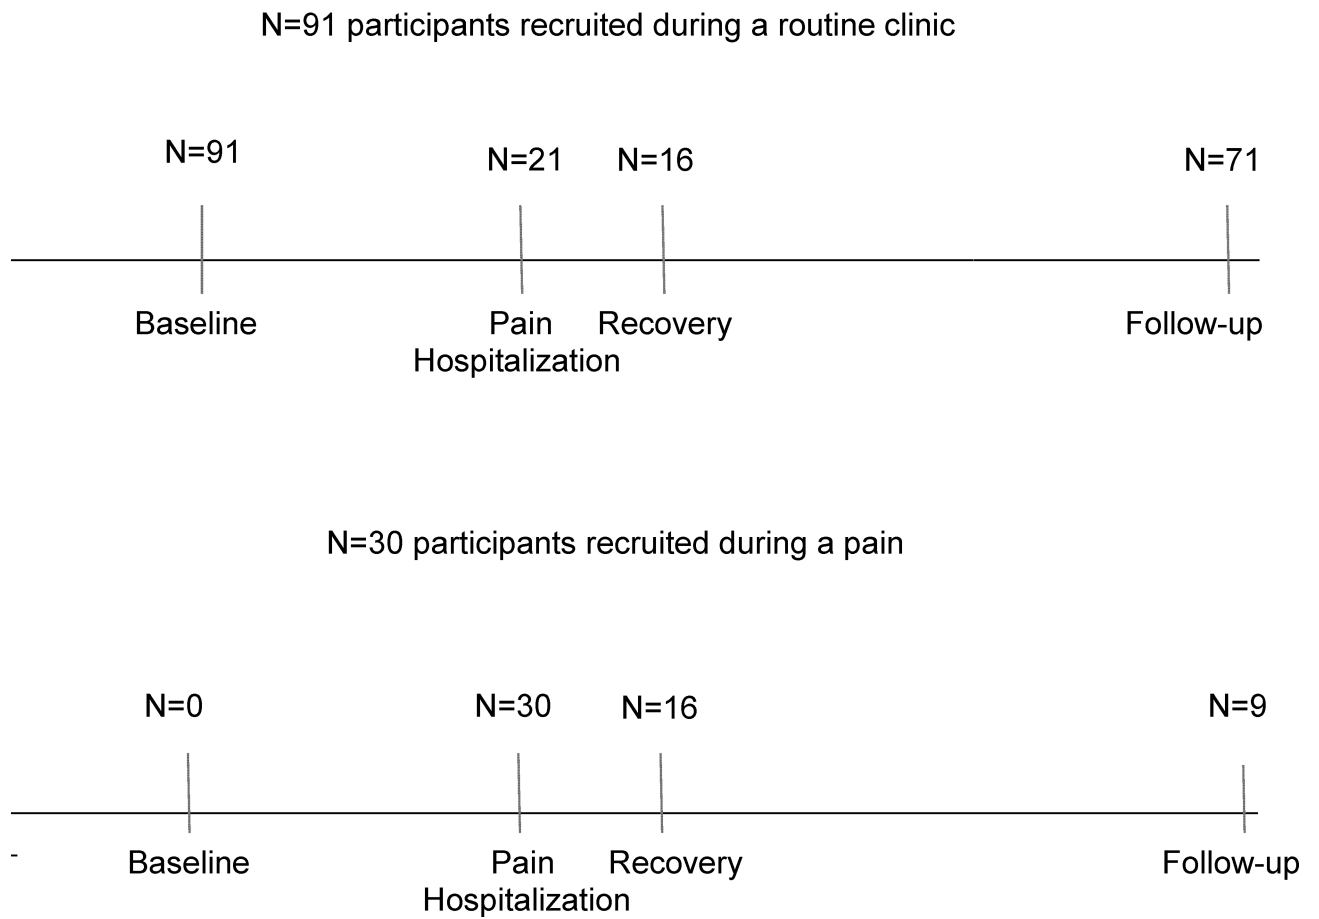 N=91 participants recruited during a routine clinic
N=91 N=21 N=16 N=71
Baseline Pain Recovery Follow-up
Hospitalization
N=30 participants recruited during a pain
N=0 N=30 N=16 N=9
- Baseline Pain Recovery Follow-up
Hospitalization